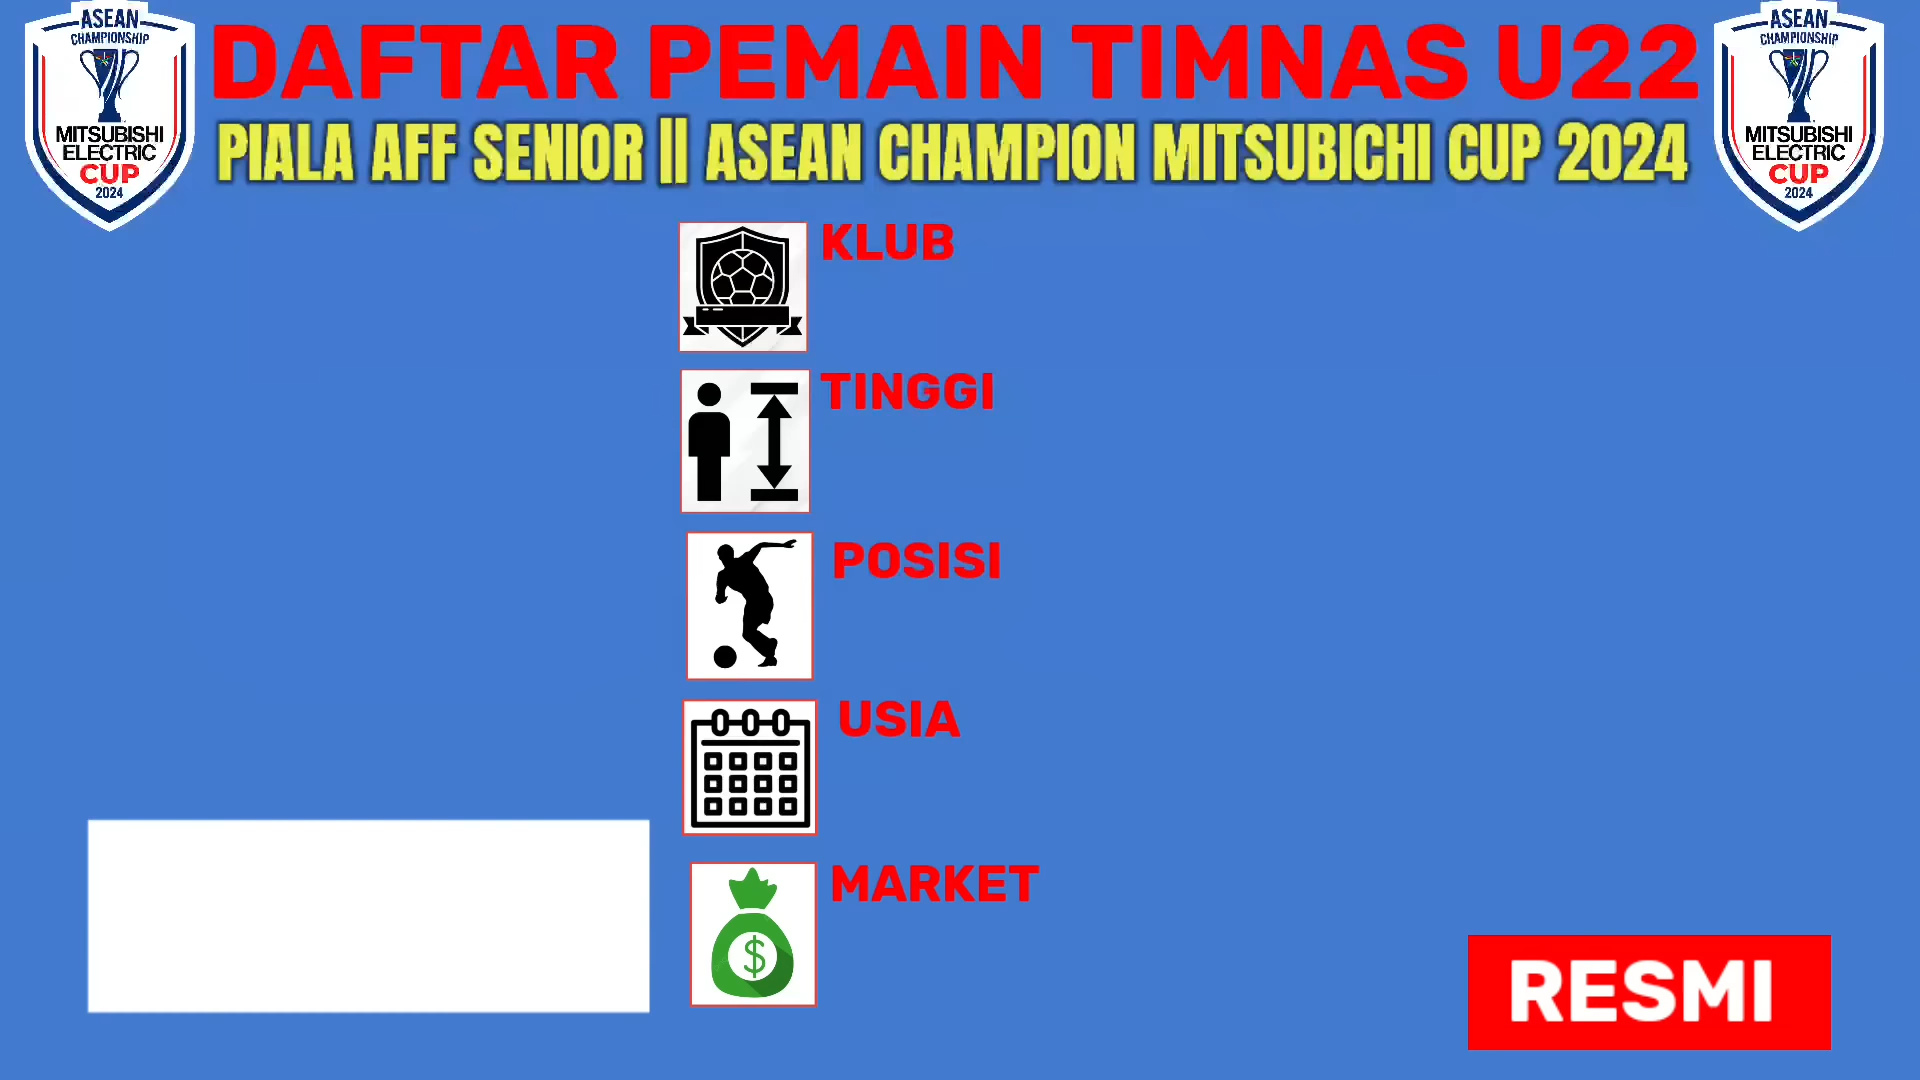 ASEAN
CHAMPIONSHIP
MITSUBISHI
ELECTRIC
CUP
2024
DAFTAR PEMAIN TIMNAS U22
PIALA AFF SENIOR || ASEAN CHAMPION MITSUBICHI CUP 2024
ASEAN
CHAMPIONSHIP
MITSUBISHI
ELECTRIC
CUP
2024
KLUB
TINGGI
POSISI
USIA
MARKET
$
RESMI